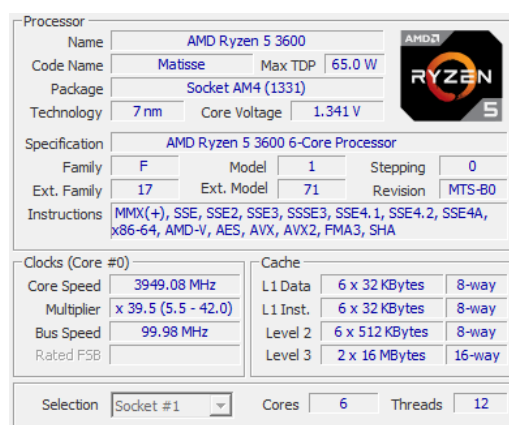 Processor
Name AMD Ryzen 5 3600
Code Name Matisse Max TDP 65.0 W
Package Socket AM4 (1331)
Technology 7 nm Core Voltage 1.341 V
AMD
RYZEN
5
Specification AMD Ryzen 5 3600 6-Core Processor
Family F Model 1 Stepping 0
Ext. Family 17 Ext. Model 71 Revision MTS-B0
Instructions MMX(+), SSE, SSE2, SSE3, SSSE3, SSE4.1, SSE4.2, SSE4A,
x86-64, AMD-V, AES, AVX, AVX2, FMA3, SHA
Clocks (Core #0)
Core Speed 3949.08 MHz
Multiplier x 39.5 (5.5 - 42.0)
Bus Speed 99.98 MHz
Rated FSB
Cache
L1 Data 6 x 32 KBytes 8-way
L1 Inst. 6 x 32 KBytes 8-way
Level 2 6 x 512 KBytes 8-way
Level 3 2 x 16 MBytes 16-way
Selection Socket #1 Cores 6 Threads 12